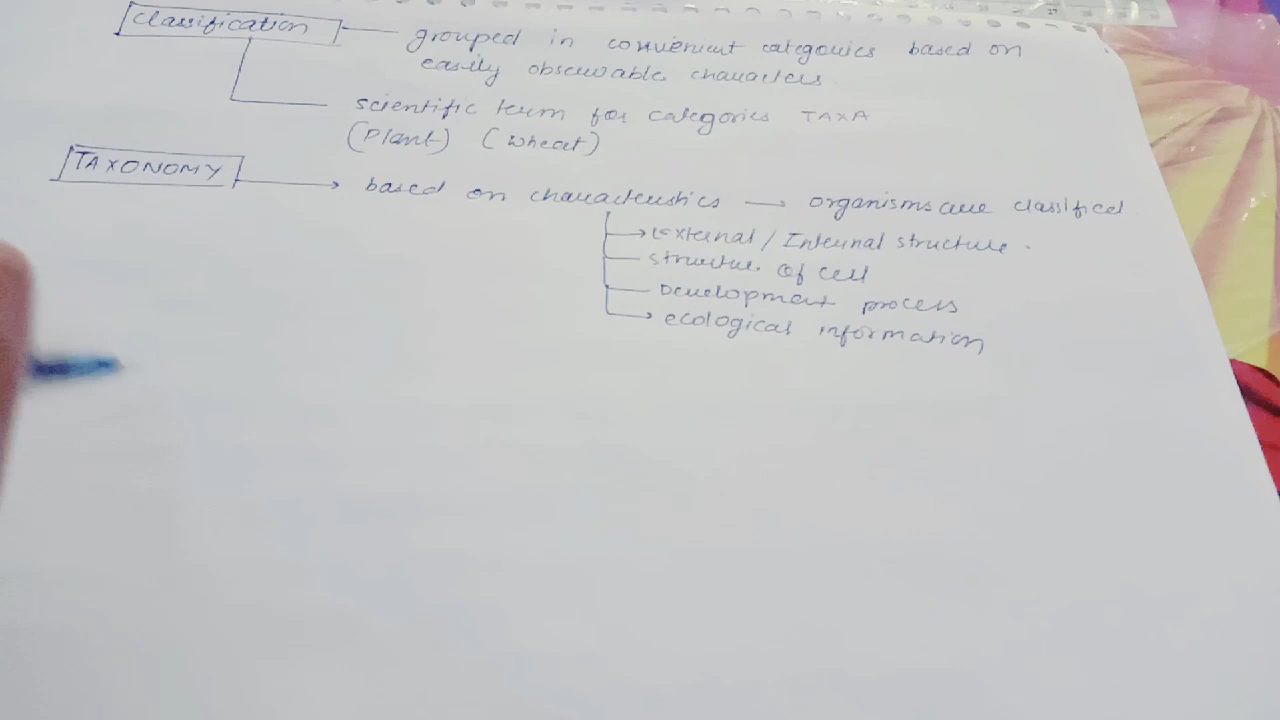 classification
grouped in convenient categories based on
easily observable characters
scientific term for categories TAXA
(Plant) (wheat)
TAXONOMY
based on characteristics → organisms are classified
External / Internal structure.
structure of cell
Development process
ecological information